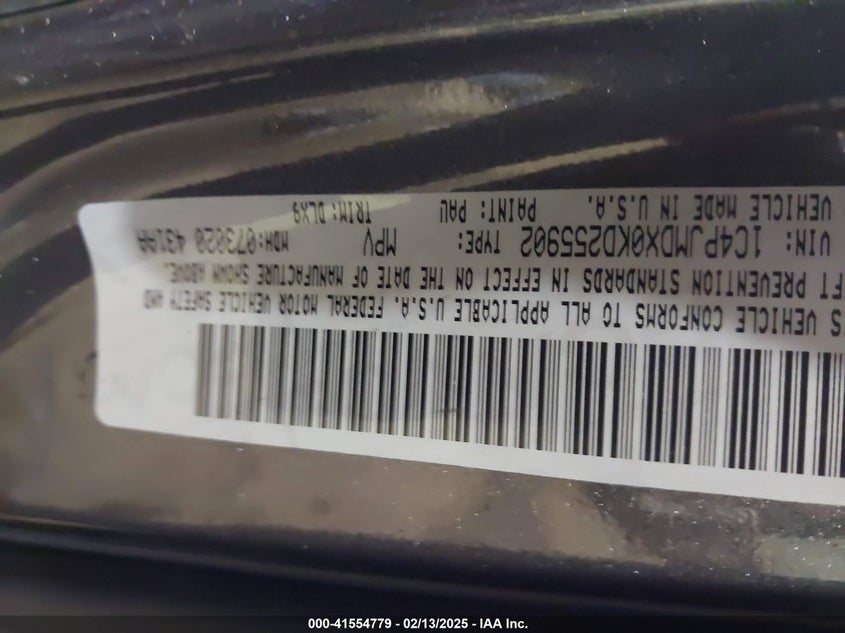 S VEHICLE CONFORMS TO ALL APPLICABLE U.S.A. FEDERAL MOTOR VEHICLE SAFETY AND
FT PREVENTION STANDARDS IN EFFECT ON THE DATE OF MANUFACTURE SHOWN ABOVE.
VIN: 1C4PJMDX0KD255902 TYPE: MPV MDH:073020 431AA
VEHICLE MADE IN U.S.A. PAINT: PAU TRIM: DLX9
000-41554779 - 02/13/2025 - IAA Inc.